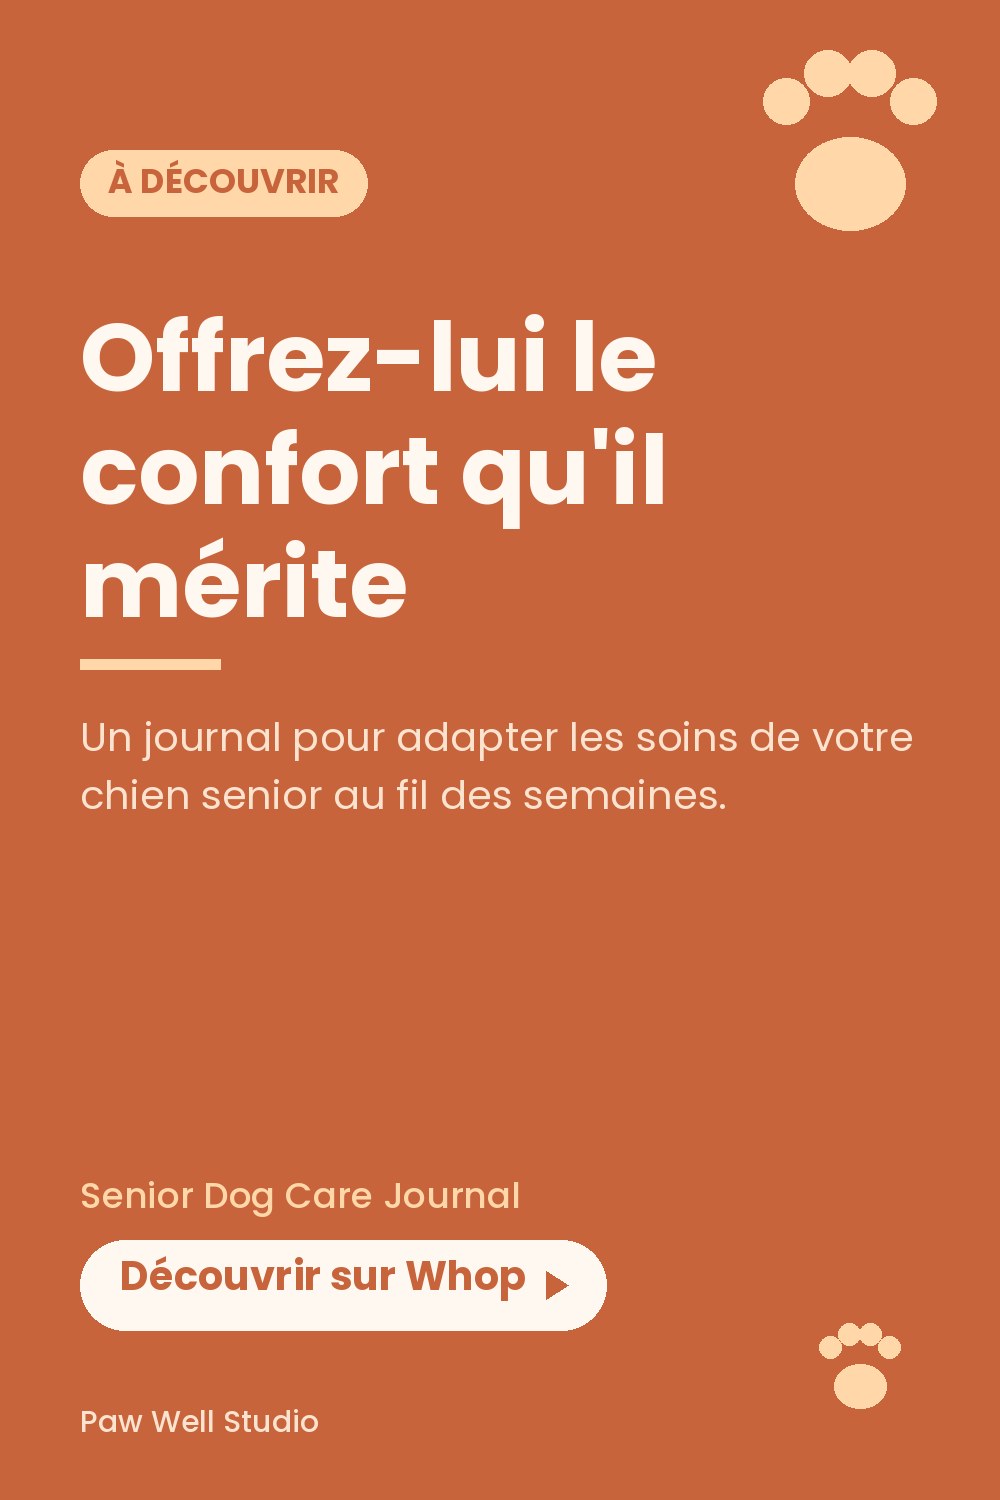 À DÉCOUVRIR
Offrez-lui le
confort qu'il
mérite
Un journal pour adapter les soins de votre
chien senior au fil des semaines.
Senior Dog Care Journal
Découvrir sur Whop
Paw Well Studio